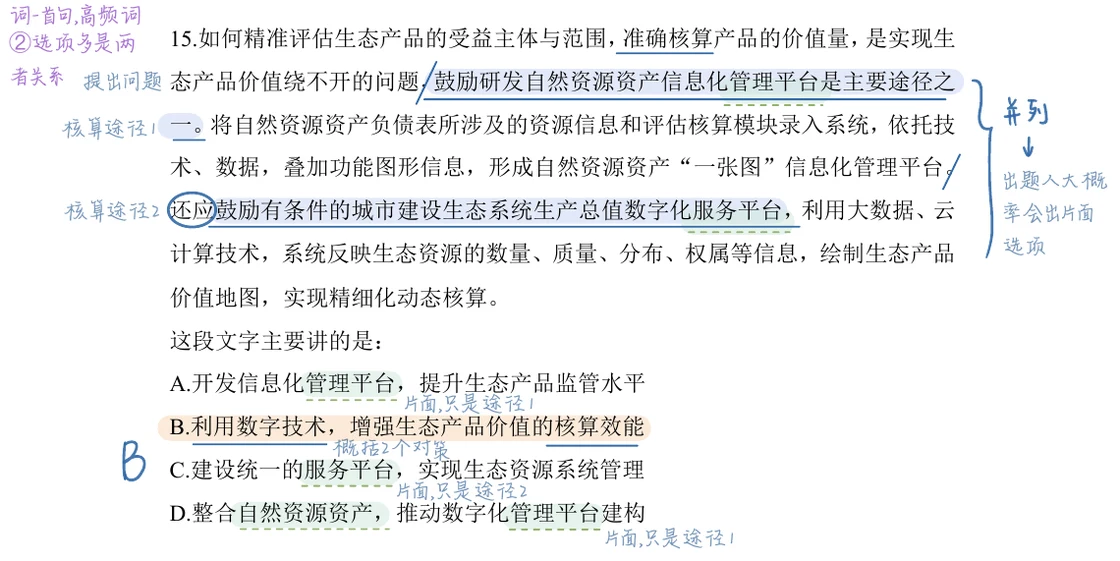 词-首句,高频词
②选项多是两
者关系
15.如何精准评估生态产品的受益主体与范围，准确核算产品的价值量，是实现生
提出问题
态产品价值绕不开的问题。鼓励研发自然资源资产信息化管理平台是主要途径之
核算途径1
一。将自然资源资产负债表所涉及的资源信息和评估核算模块录入系统，依托技
术、数据，叠加功能图形信息，形成自然资源资产“一张图”信息化管理平台。
核算途径2
还应鼓励有条件的城市建设生态系统生产总值数字化服务平台，利用大数据、云
计算技术，系统反映生态资源的数量、质量、分布、权属等信息，绘制生态产品
价值地图，实现精细化动态核算。
并列
出题人大概
率会出片面
选项
这段文字主要讲的是：
A.开发信息化管理平台，提升生态产品监管水平
片面,只是途径1
B.利用数字技术，增强生态产品价值的核算效能
概括2个对策
B
C.建设统一的服务平台，实现生态资源系统管理
片面,只是途径2
D.整合自然资源资产，推动数字化管理平台建构
片面,只是途径1